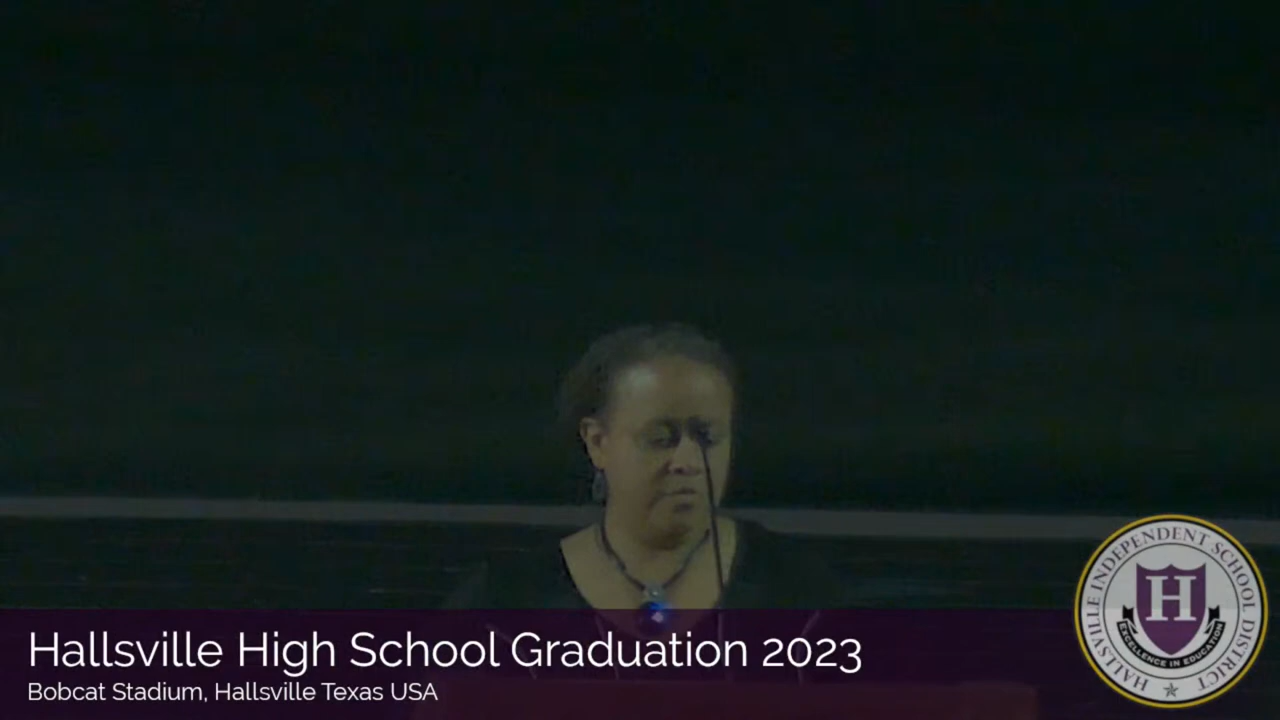 Hallsville High School Graduation 2023
Bobcat Stadium, Hallsville Texas USA
HALLSVILLE INDEPENDENT SCHOOL DISTRICT
H
EXCELLENCE IN EDUCATION